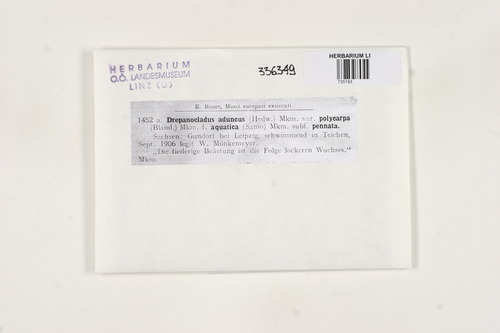 HERBARIUM
O.Ö. LANDESMUSEUM
LINZ (U)
336349
HERBARIUM LI
E. Bauer, Musci europaei exsiccati
1452 a. Drepanocladus aduncus (Hedw.) Mkm. var. polycarpa
(Bland.) Mkm. f. aquatica (Sanio) Mkm. subf. pennata.
Sachsen: Gundorf bei Leipzig, schwimmend in Teichen,
Sept. 1906 legit W. Mönkemeyer.
„Die fiederige Beästung ist die Folge lockeren Wuchses,“
Mkm.